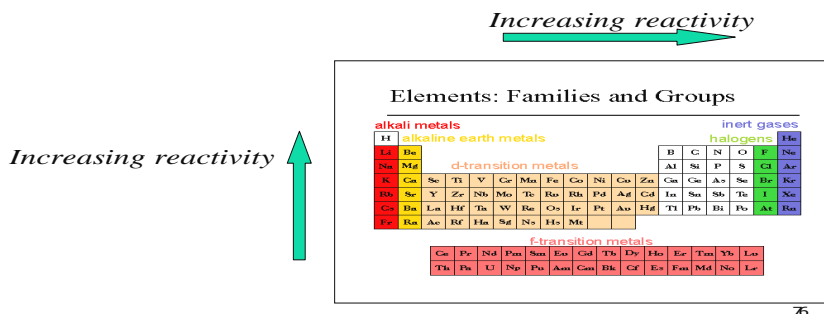 Increasing reactivity
Elements: Families and Groups
alkali metals inert gases
H alkaline earth metals halogens He
Li Be B C N O F Ne
Increasing reactivity
Na Mg d-transition metals Al Si P S Cl Ar
K Ca Sc Ti V Cr Mn Fe Co Ni Cu Zn Ga Ge As Se Br Kr
Rb Sr Y Zr Nb Mo Tc Ru Rh Pd Ag Cd In Sn Sb Te I Xe
Cs Ba La Hf Ta W Re Os Ir Pt Au Hg Tl Pb Bi Po At Rn
Fr Ra Ac Rf Ha Sg Ns Hs Mt
f-transition metals
Ce Pr Nd Pm Sm Eu Gd Tb Dy Ho Er Tm Yb Lu
Th Pa U Np Pu Am Cm Bk Cf Es Fm Md No Lr